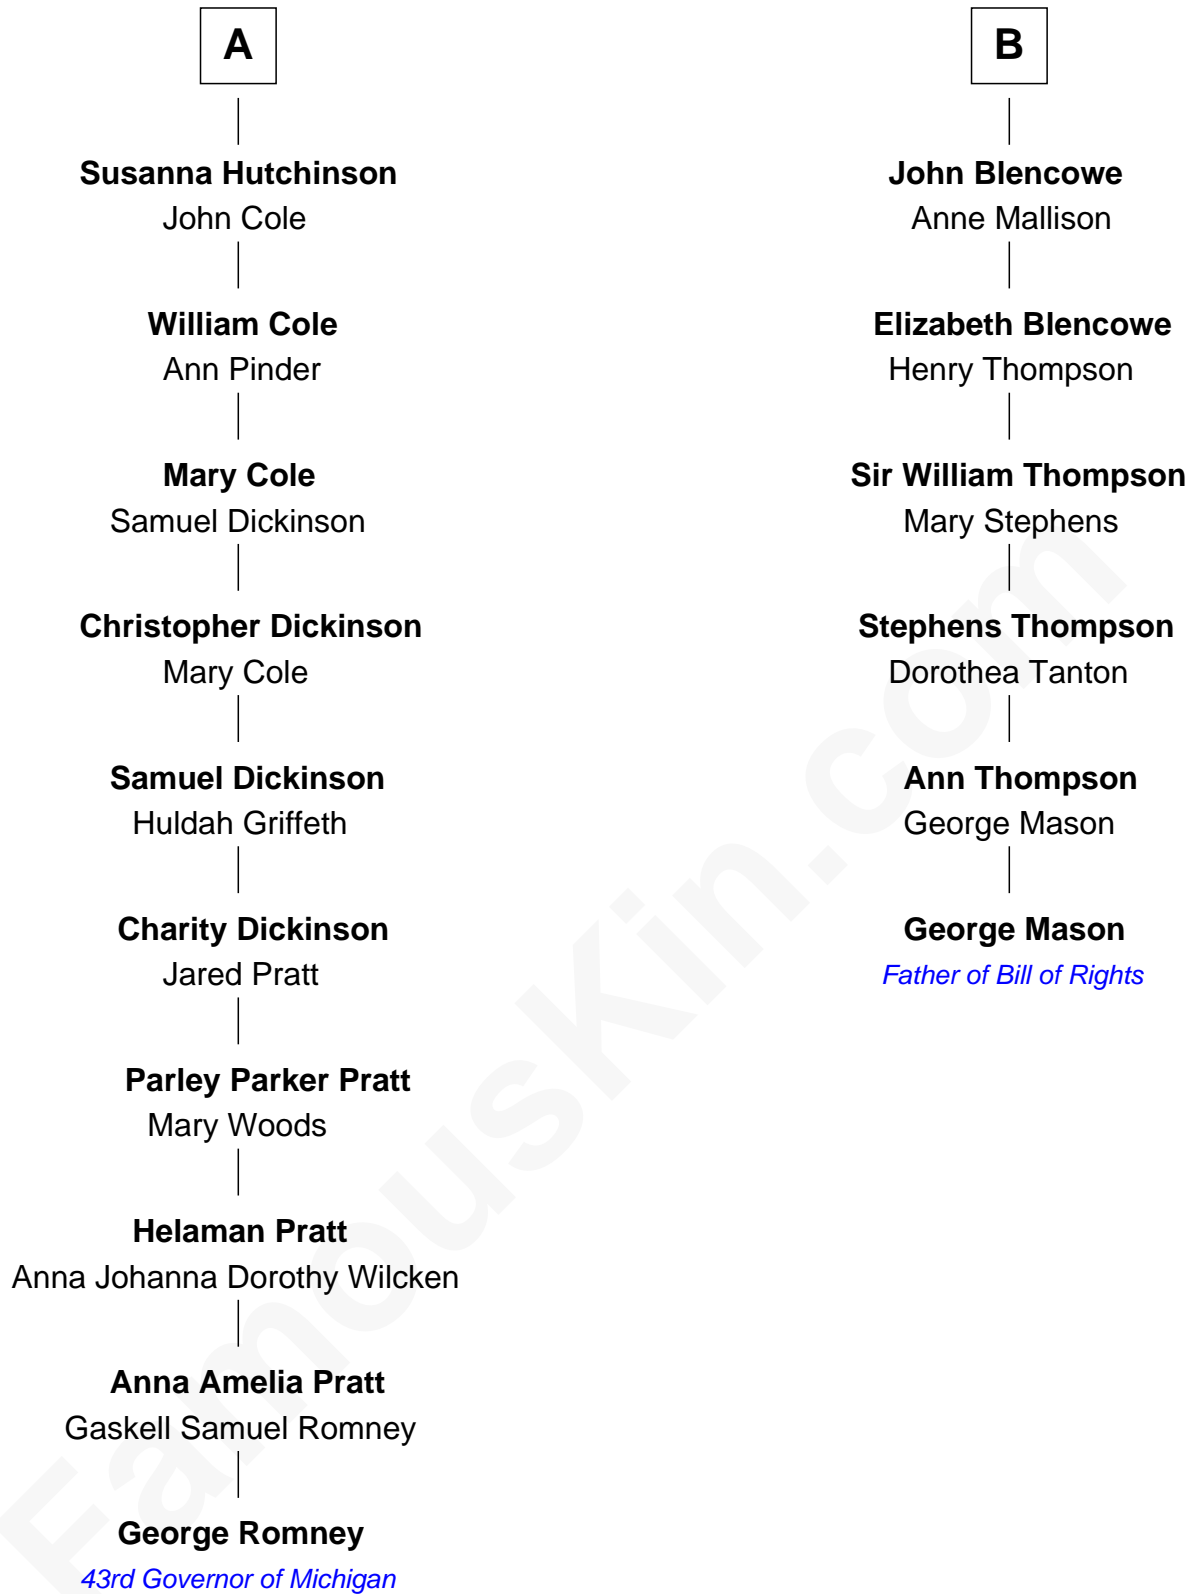 A
Susanna Hutchinson
John Cole
William Cole
Ann Pinder
Mary Cole
Samuel Dickinson
Christopher Dickinson
Mary Cole
Samuel Dickinson
Huldah Griffeth
Charity Dickinson
Jared Pratt
Parley Parker Pratt
Mary Woods
Helaman Pratt
Anna Johanna Dorothy Wilcken
Anna Amelia Pratt
Gaskell Samuel Romney
George Romney
43rd Governor of Michigan
B
John Blencowe
Anne Mallison
Elizabeth Blencowe
Henry Thompson
Sir William Thompson
Mary Stephens
Stephens Thompson
Dorothea Tanton
Ann Thompson
George Mason
George Mason
Father of Bill of Rights
FamousKin.com